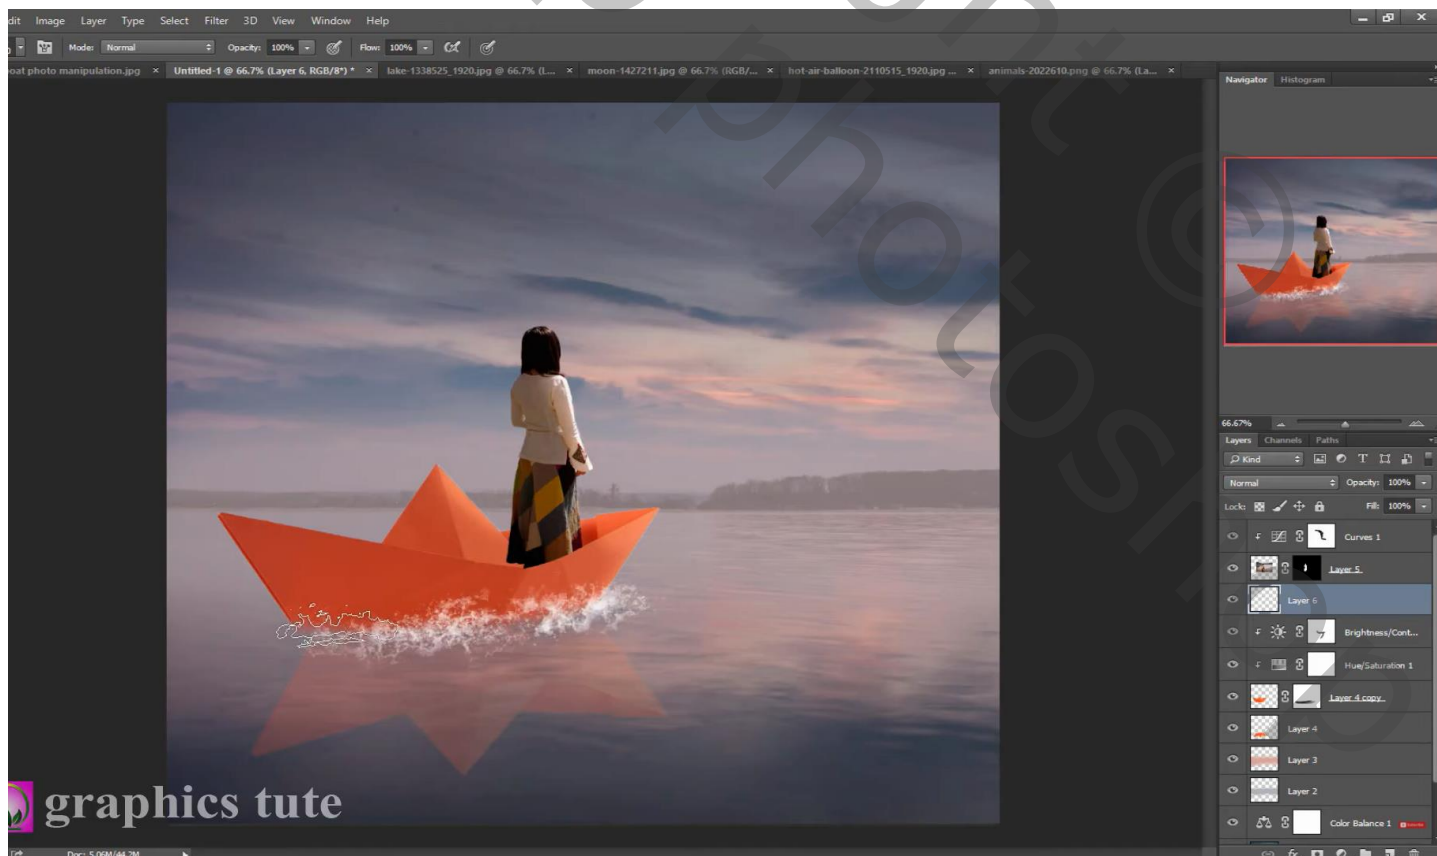 dit Image Layer Type Select Filter 3D View Window Help
Mode: Normal Opacity: 100% Flow: 100%
oat photo manipulation.jpg × Untitled-1 @ 66.7% (Layer 6, RGB/8*) * × lake-1338525_1920.jpg @ 66.7% (L... × moon-1427211.jpg @ 66.7% (RGB/... × hot-air-balloon-2110515_1920.jpg ... × animals-2022610.png @ 66.7% (La... ×
Navigator Histogram
66.67%
Layers Channels Paths
Kind
Normal Opacity: 100%
Lock: Fill: 100%
Curves 1
Layer 5
Layer 6
Brightness/Cont...
Hue/Saturation 1
Layer 4 copy
Layer 4
Layer 3
Layer 2
Color Balance 1
graphics tute
Doc: 5.06M/44.2M
photoshop
©